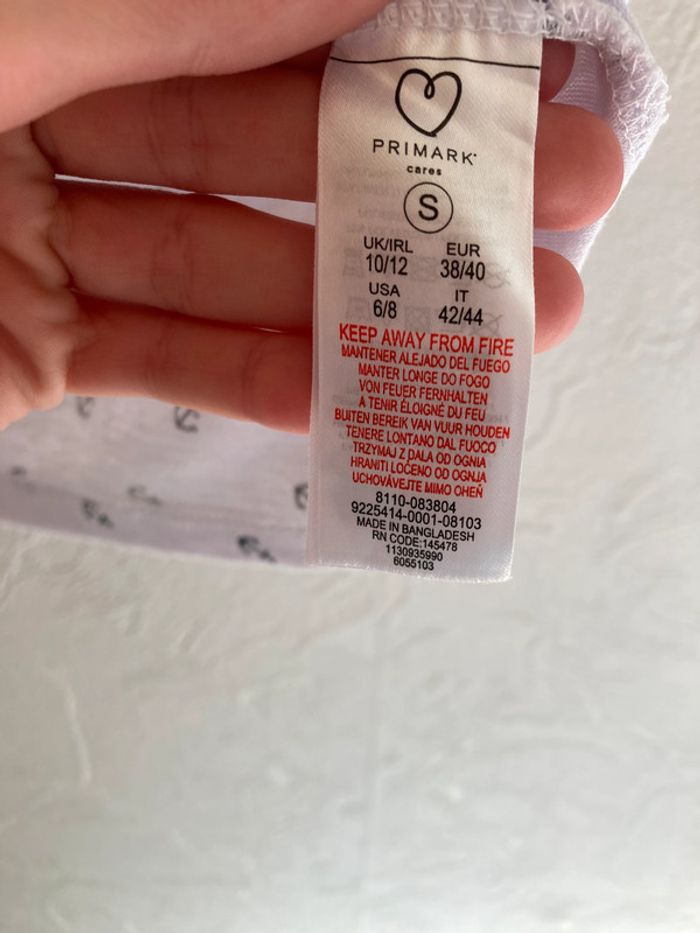 PRIMARK
cares
S
UK/IRL EUR
10/12 38/40
USA IT
6/8 42/44
KEEP AWAY FROM FIRE
MANTENER ALEJADO DEL FUEGO
MANTER LONGE DO FOGO
VON FEUER FERNHALTEN
A TENIR ÉLOIGNÉ DU FEU
BUITEN BEREIK VAN VUUR HOUDEN
TENERE LONTANO DAL FUOCO
TRZYMAJ Z DALA OD OGNIA
HRANITI LOČENO OD OGNJA
UCHOVÁVEJTE MIMO OHEŇ
8110-083804
9225414-0001-08103
MADE IN BANGLADESH
RN CODE:145478
1130935990
6055103